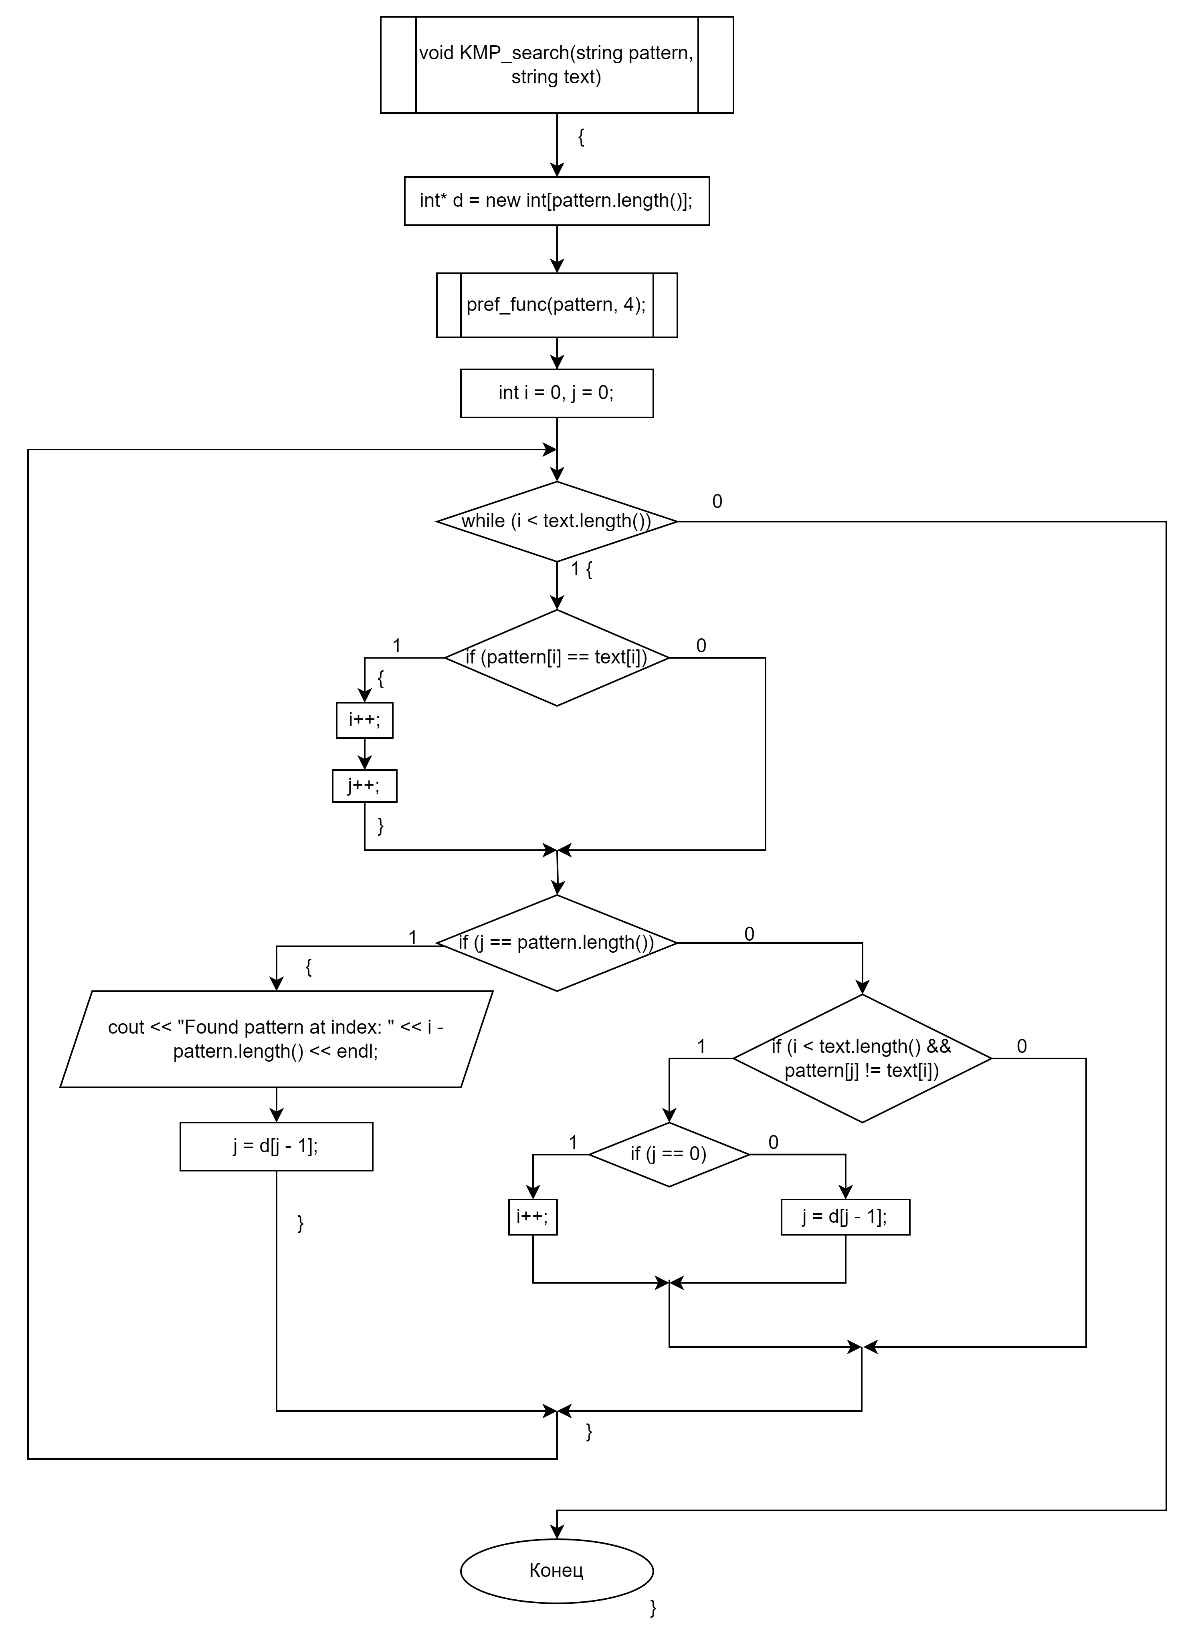 void KMP_search(string pattern,
string text)
{
int* d = new int[pattern.length()];
pref_func(pattern, 4);
int i = 0, j = 0;
while (i < text.length())
0
1 {
if (pattern[i] == text[i])
1
0
{
i++;
j++;
}
if (j == pattern.length())
1
0
{
cout << "Found pattern at index: " << i -
pattern.length() << endl;
j = d[j - 1];
}
if (i < text.length() &&
pattern[j] != text[i])
1
0
if (j == 0)
1
0
i++;
j = d[j - 1];
}
Конец
}